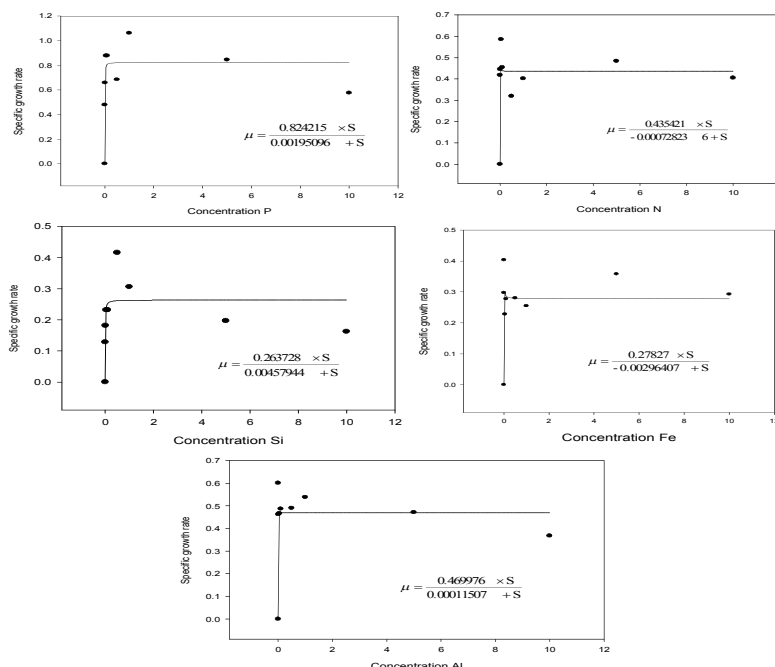 1.2
1.0
0.8
0.6
0.4
0.2
0.0
Specific growth rate
μ = 0.824215 × S
0.00195096 + S
0 2 4 6 8 10 12
Concentration P
0.7
0.6
0.5
0.4
0.3
0.2
0.1
0.0
Specific growth rate
μ = 0.435421 × S
- 0.00072823 6 + S
0 2 4 6 8 10 12
Concentration N
0.5
0.4
0.3
0.2
0.1
0.0
Specific growth rate
μ = 0.263728 × S
0.00457944 + S
0 2 4 6 8 10 12
Concentration Si
0.5
0.4
0.3
0.2
0.1
0.0
Specific growth rate
μ = 0.27827 × S
- 0.00296407 + S
0 2 4 6 8 10 12
Concentration Fe
0.7
0.6
0.5
0.4
0.3
0.2
0.1
0.0
Specific growth rate
μ = 0.469976 × S
0.00011507 + S
0 2 4 6 8 10 12
Concentration AL